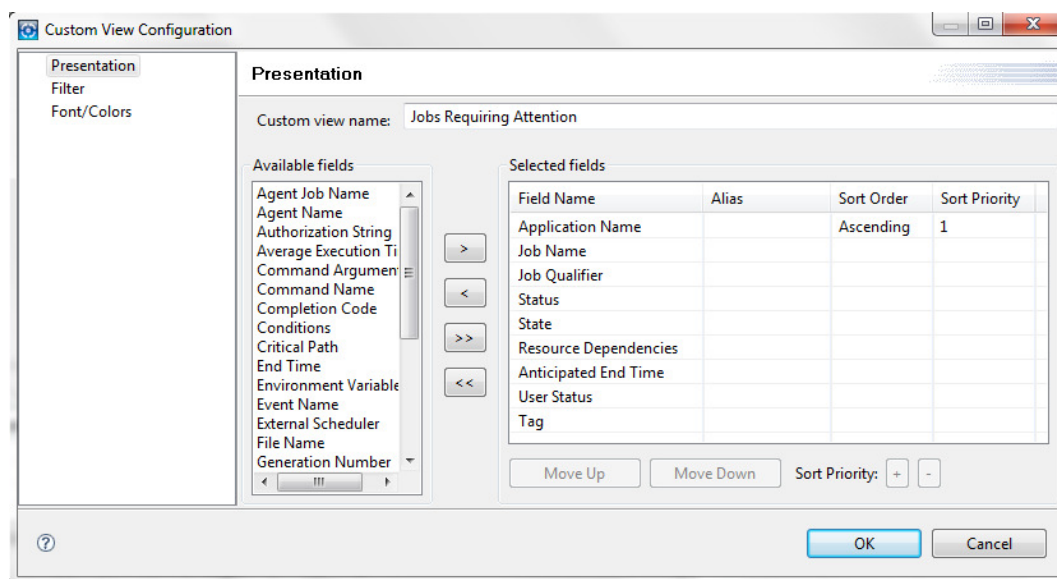 Custom View Configuration
Presentation
Filter
Font/Colors
Presentation
Custom view name: Jobs Requiring Attention
Available fields
Agent Job Name
Agent Name
Authorization String
Average Execution Ti
Command Argumen
Command Name
Completion Code
Conditions
Critical Path
End Time
Environment Variable
Event Name
External Scheduler
File Name
Generation Number
>
<
>>
<<
Selected fields
Field Name Alias Sort Order Sort Priority
Application Name Ascending 1
Job Name
Job Qualifier
Status
State
Resource Dependencies
Anticipated End Time
User Status
Tag
Move Up Move Down Sort Priority: + -
? OK Cancel